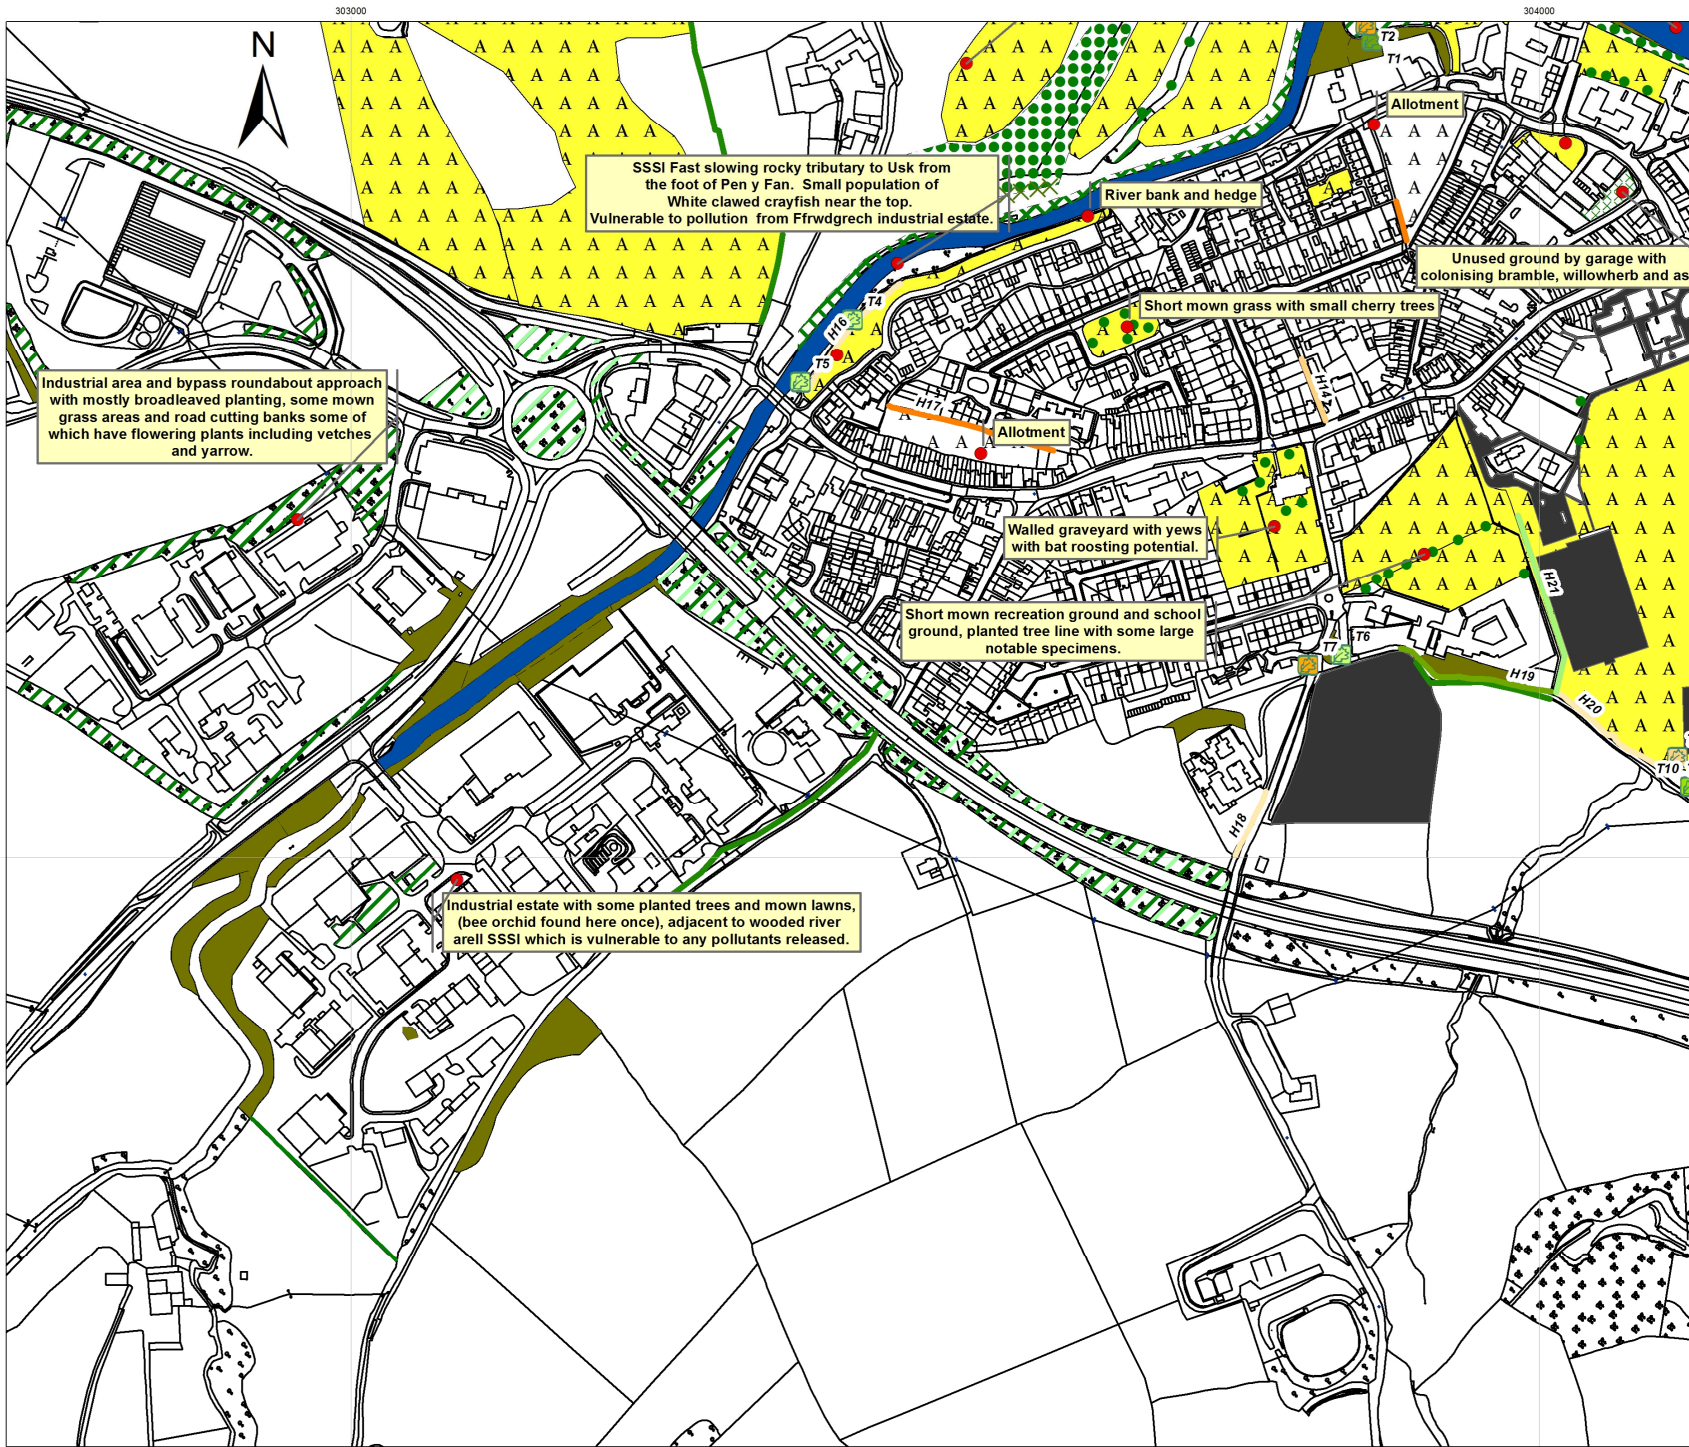 303000
304000
N
T2
T1
Allotment
SSSI Fast slowing rocky tributary to Usk from
the foot of Pen y Fan. Small population of
White clawed crayfish near the top.
Vulnerable to pollution from Ffrwdgrech industrial estate.
River bank and hedge
Unused ground by garage with
colonising bramble, willowherb and as
T4
H16
T5
Short mown grass with small cherry trees
Industrial area and bypass roundabout approach
with mostly broadleaved planting, some mown
grass areas and road cutting banks some of
which have flowering plants including vetches
and yarrow.
H14
H17
Allotment
Walled graveyard with yews
with bat roosting potential.
H21
Short mown recreation ground and school
ground, planted tree line with some large
notable specimens.
T7
T6
H19
H20
T10
H18
Industrial estate with some planted trees and mown lawns,
(bee orchid found here once), adjacent to wooded river
arell SSSI which is vulnerable to any pollutants released.